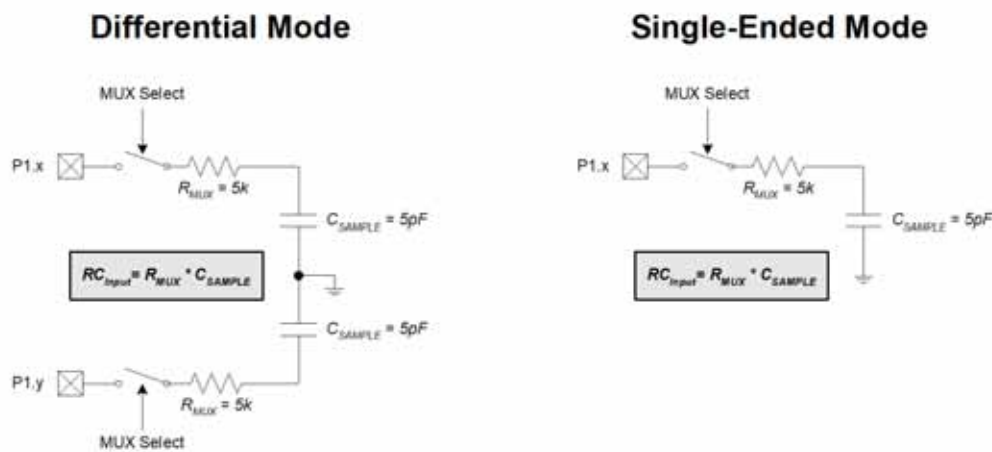 Differential Mode
MUX Select
P1.x
R_MUX = 5k
C_SAMPLE = 5pF
RC_Input = R_MUX * C_SAMPLE
C_SAMPLE = 5pF
P1.y
R_MUX = 5k
MUX Select
Single-Ended Mode
MUX Select
P1.x
R_MUX = 5k
C_SAMPLE = 5pF
RC_Input = R_MUX * C_SAMPLE